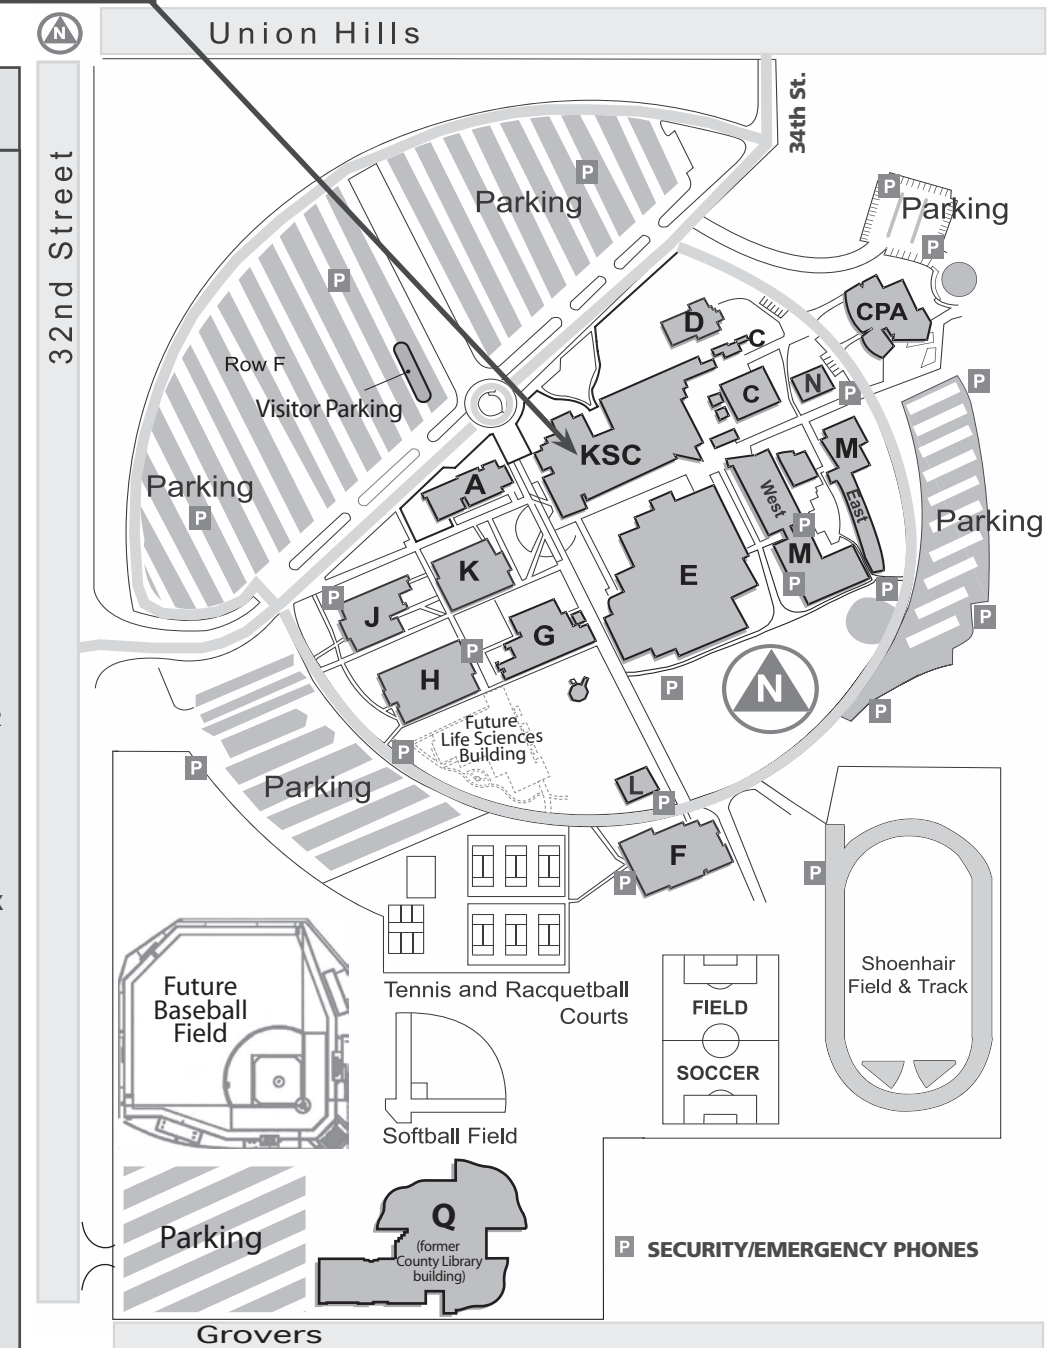 N
Union Hills
34th St.
32nd Street
P
Parking
P
Parking
P
P
Row F
Visitor Parking
Parking
P
D
C
CPA
C
N
P
P
KSC
M
A
West
East
Parking
P
M
K
E
P
P
P
J
G
P
P
H
P
N
P
Future
Life Sciences
Building
P
P
Parking
L
P
F
P
P
Future
Baseball
Field
Tennis and Racquetball
Courts
FIELD
SOCCER
Shoenhair
Field & Track
Softball Field
Parking
Q
(former
County Library
building)
P SECURITY/EMERGENCY PHONES
Grovers